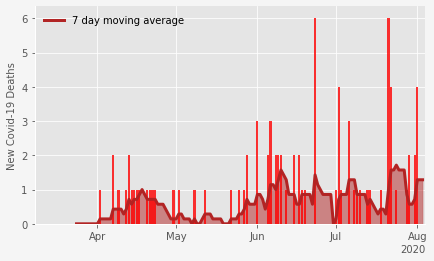 7 day moving average
New Covid-19 Deaths
6
5
4
3
2
1
0
Apr
May
Jun
Jul
Aug
2020